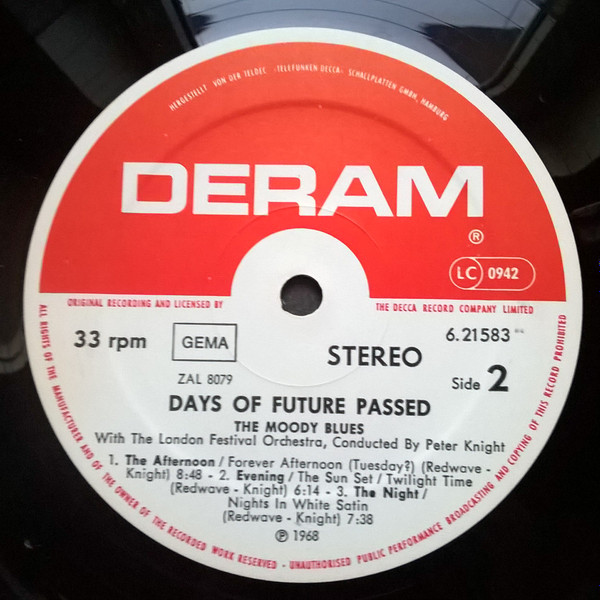 HERGESTELLT VON DER TELDEC ·TELEFUNKEN-DECCA· SCHALLPLATTEN GMBH, HAMBURG
DERAM
®
LC 0942
ORIGINAL RECORDING AND LICENSED BY THE DECCA RECORD COMPANY LIMITED
33 rpm GEMA STEREO 6.21583
ZAL 8079 Side 2
DAYS OF FUTURE PASSED
THE MOODY BLUES
With The London Festival Orchestra, Conducted By Peter Knight
1. The Afternoon / Forever Afternoon (Tuesday?) (Redwave -
Knight) 8:48 - 2. Evening / The Sun Set / Twilight Time
(Redwave - Knight) 6:14 - 3. The Night /
Nights In White Satin
(Redwave - Knight) 7:38
℗ 1968
ALL RIGHTS OF THE MANUFACTURER AND OF THE OWNER OF THE RECORDED WORK RESERVED - UNAUTHORISED PUBLIC PERFORMANCE BROADCASTING AND COPYING OF THIS RECORD PROHIBITED